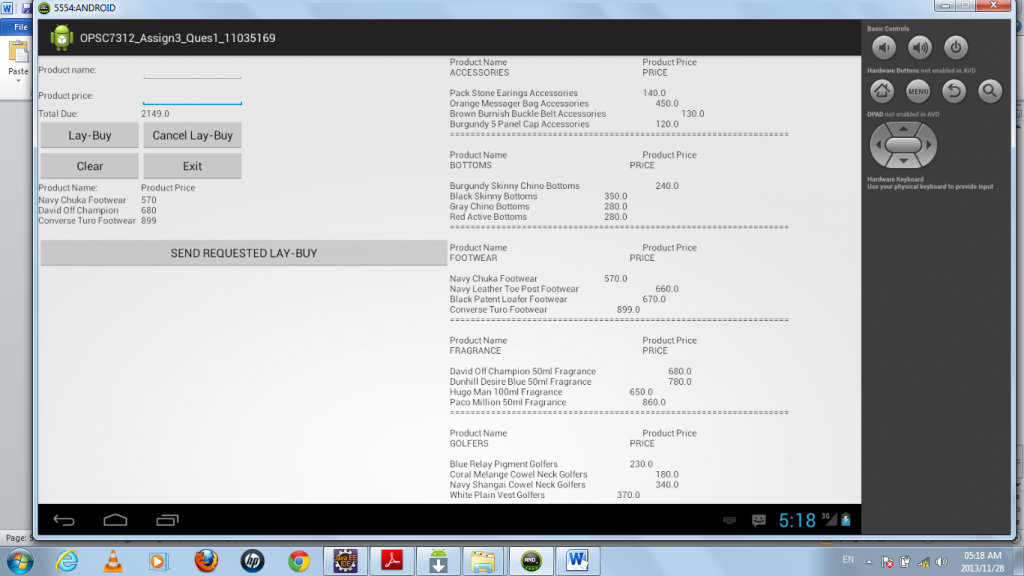 5554:ANDROID
File
Paste
OPSC7312_Assign3_Ques1_11035169
Product name:
Product price:
Total Due: 2149.0
Lay-Buy Cancel Lay-Buy
Clear Exit
Product Name: Product Price
Navy Chuka Footwear 570
David Off Champion 680
Converse Turo Footwear 899
SEND REQUESTED LAY-BUY
Product Name Product Price
ACCESSORIES PRICE
Pack Stone Earings Accessories 140.0
Orange Messager Bag Accessories 450.0
Brown Burnish Buckle Belt Accessories 130.0
Burgundy 5 Panel Cap Accessories 120.0
Product Name Product Price
BOTTOMS PRICE
Burgundy Skinny Chino Bottoms 240.0
Black Skinny Bottoms 350.0
Gray Chino Bottoms 280.0
Red Active Bottoms 280.0
Product Name Product Price
FOOTWEAR PRICE
Navy Chuka Footwear 570.0
Navy Leather Toe Post Footwear 660.0
Black Patent Loafer Footwear 670.0
Converse Turo Footwear 899.0
Product Name Product Price
FRAGRANCE PRICE
David Off Champion 50ml Fragrance 680.0
Dunhill Desire Blue 50ml Fragrance 780.0
Hugo Man 100ml Fragrance 650.0
Paco Million 50ml Fragrance 860.0
Product Name Product Price
GOLFERS PRICE
Blue Relay Pigment Golfers 230.0
Coral Melange Cowel Neck Golfers 180.0
Navy Shangai Cowel Neck Golfers 340.0
White Plain Vest Golfers 370.0
Basic Controls
Hardware Buttons not enabled in AVD
MENU
DPAD not enabled in AVD
Hardware Keyboard
Use your physical keyboard to provide input
5:18 3G
Page: 5
hp
Java EE
IDE
EN
05:18 AM
2013/11/28